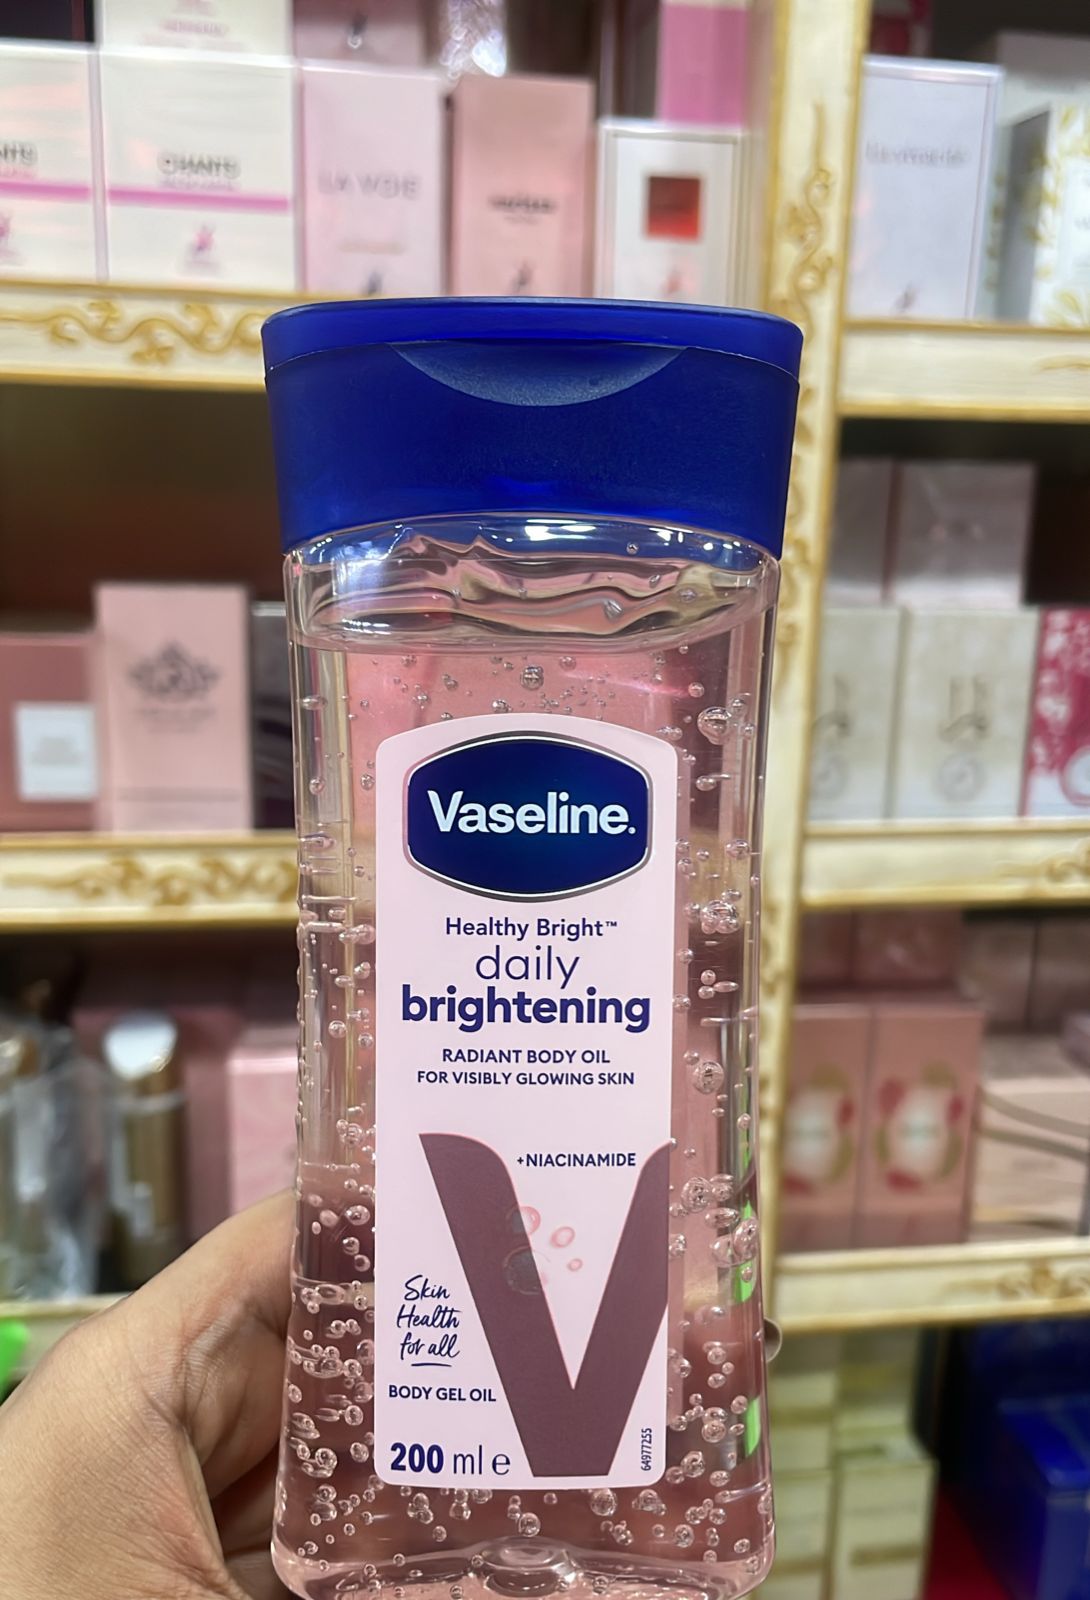 CHANTS
LA VOIE
Vaseline.
Healthy Bright™
daily
brightening
RADIANT BODY OIL
FOR VISIBLY GLOWING SKIN
+NIACINAMIDE
Skin
Health
for all
BODY GEL OIL
200 ml e
64977255